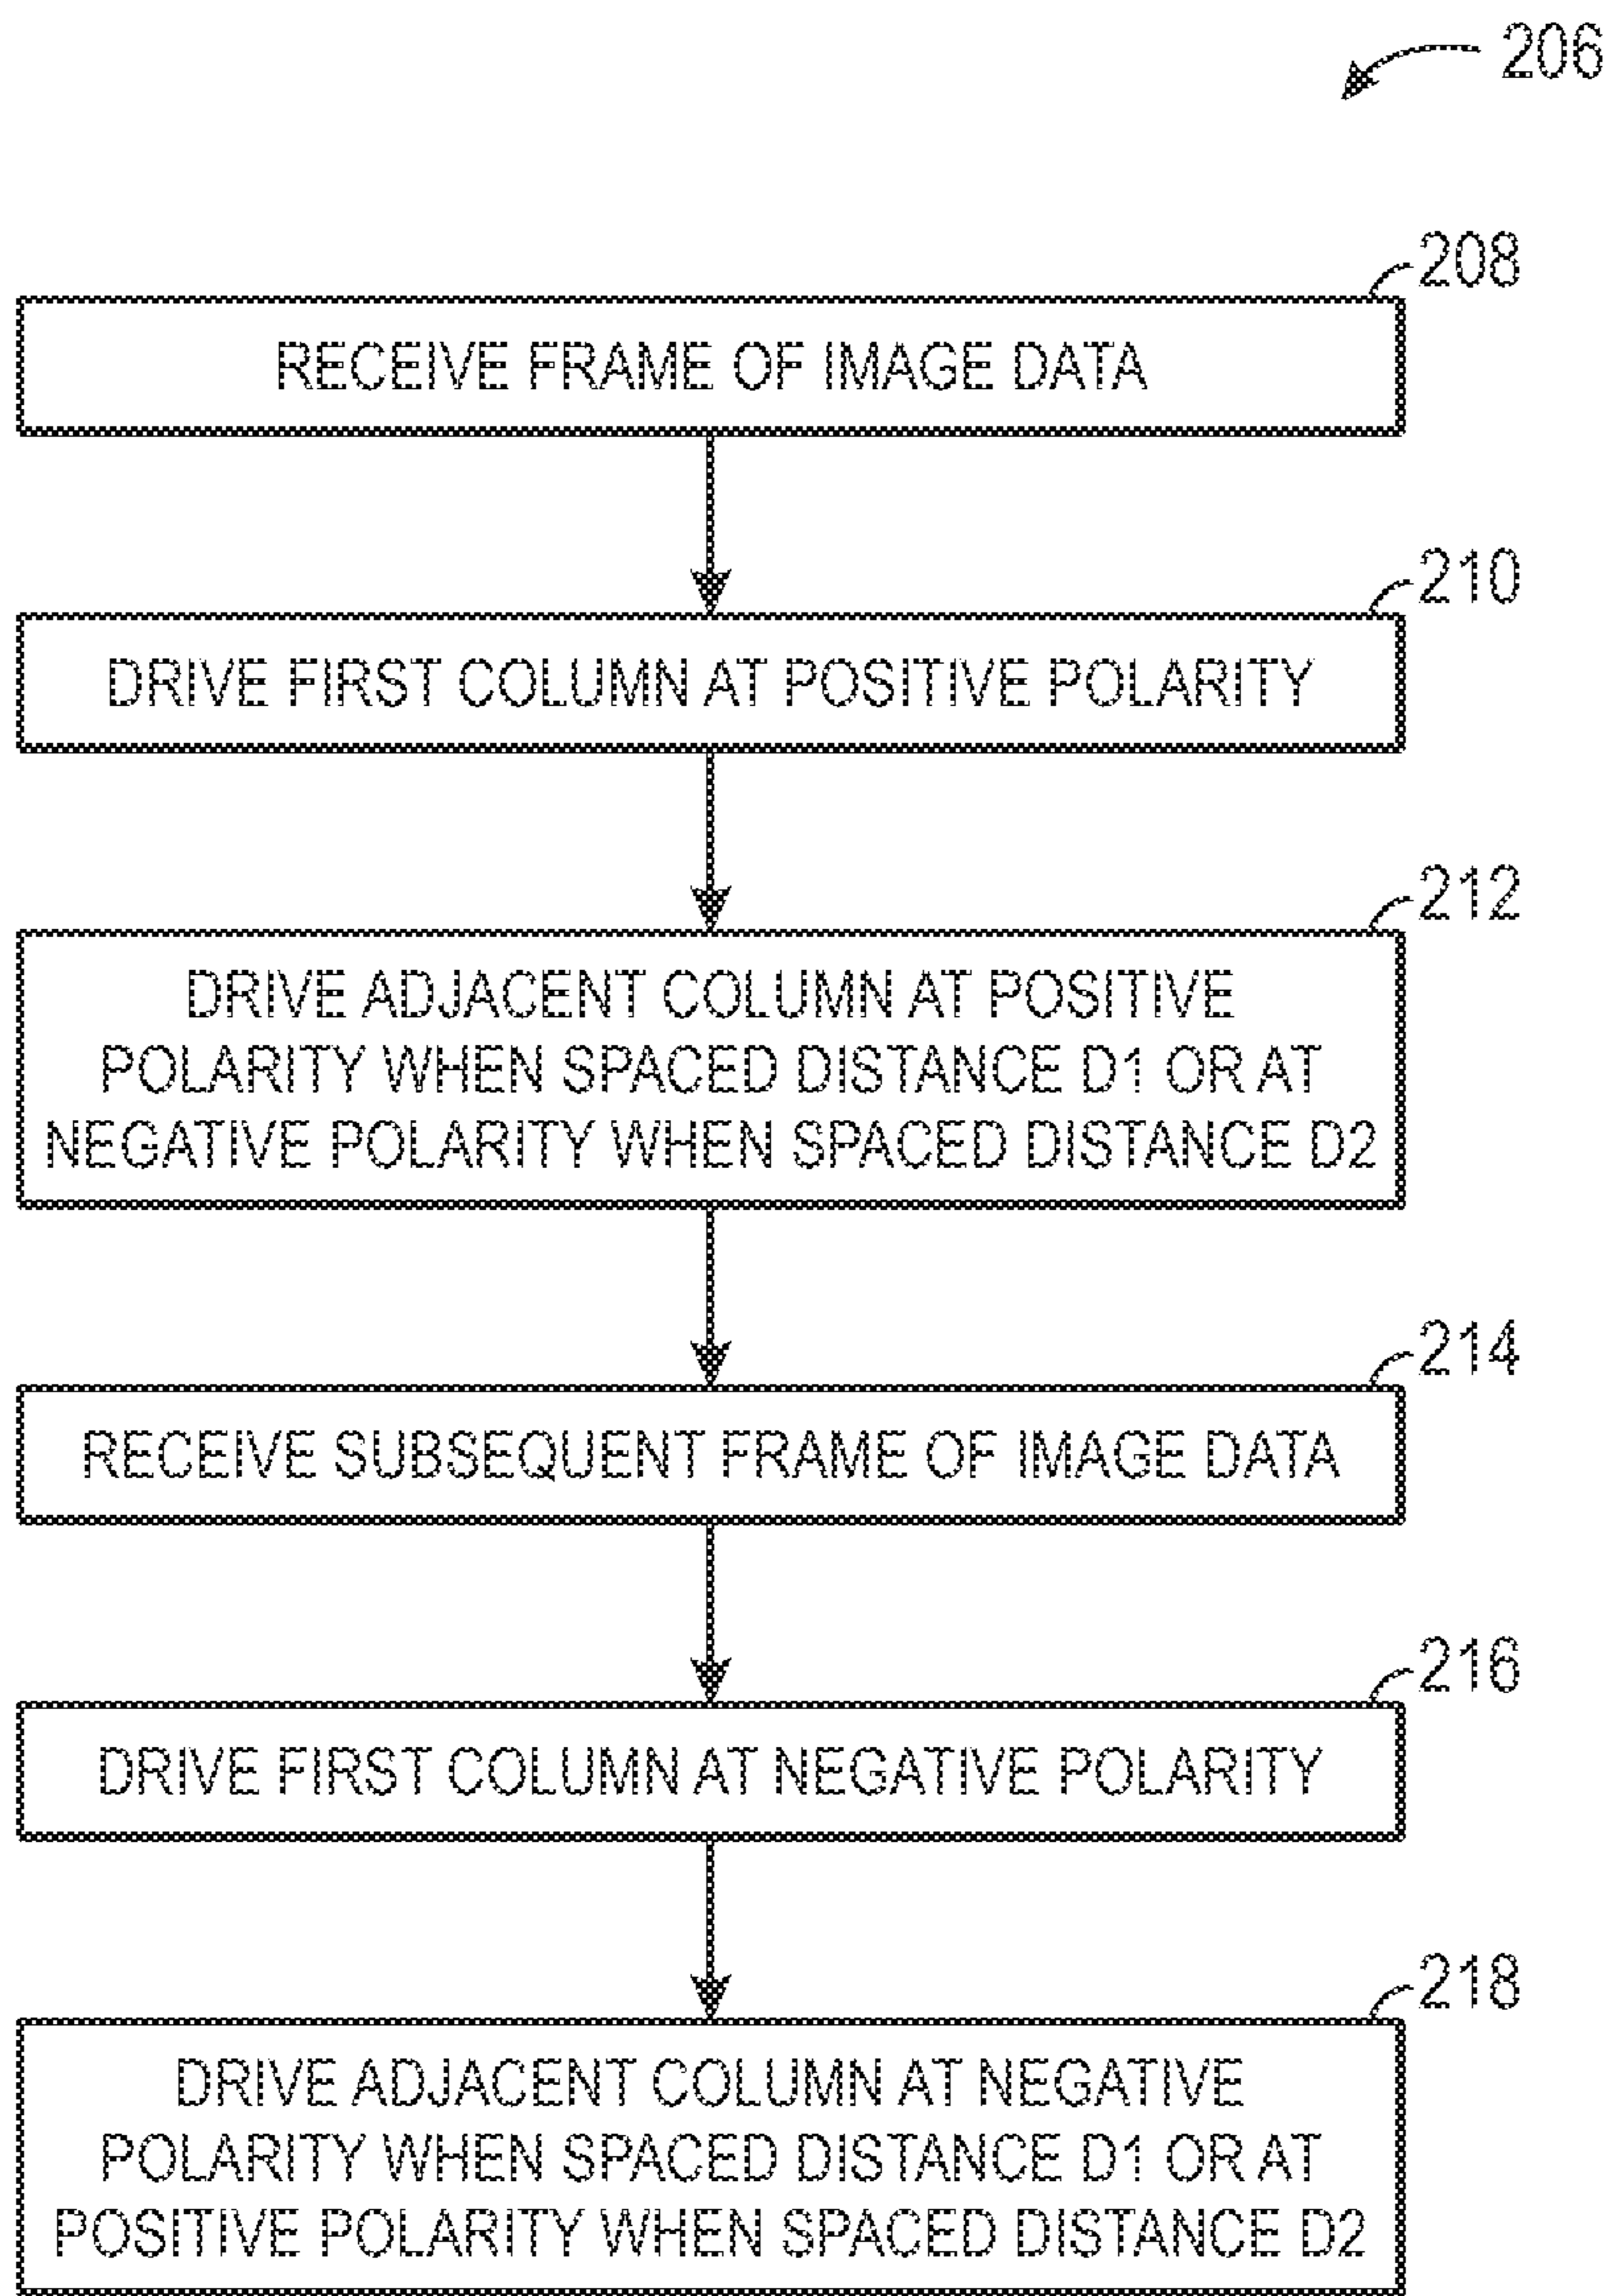 206
208
RECEIVE FRAME OF IMAGE DATA
210
DRIVE FIRST COLUMN AT POSITIVE POLARITY
212
DRIVE ADJACENT COLUMN AT POSITIVE
POLARITY WHEN SPACED DISTANCE D1 OR AT
NEGATIVE POLARITY WHEN SPACED DISTANCE D2
214
RECEIVE SUBSEQUENT FRAME OF IMAGE DATA
216
DRIVE FIRST COLUMN AT NEGATIVE POLARITY
218
DRIVE ADJACENT COLUMN AT NEGATIVE
POLARITY WHEN SPACED DISTANCE D1 OR AT
POSITIVE POLARITY WHEN SPACED DISTANCE D2